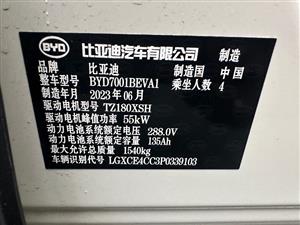 BYD 比亚迪汽车有限公司 制造
品牌 比亚迪 制造国 中国
整车型号 BYD7001BEVA1 乘坐人数 4
制造年月 2023年06月
驱动电机型号 TZ180XSH
驱动电机峰值功率 55kW
动力电池系统额定电压 288.0V
动力电池系统额定容量 135Ah
最大允许总质量 1540kg
车辆识别代号 LGXCE4CC3P0339103